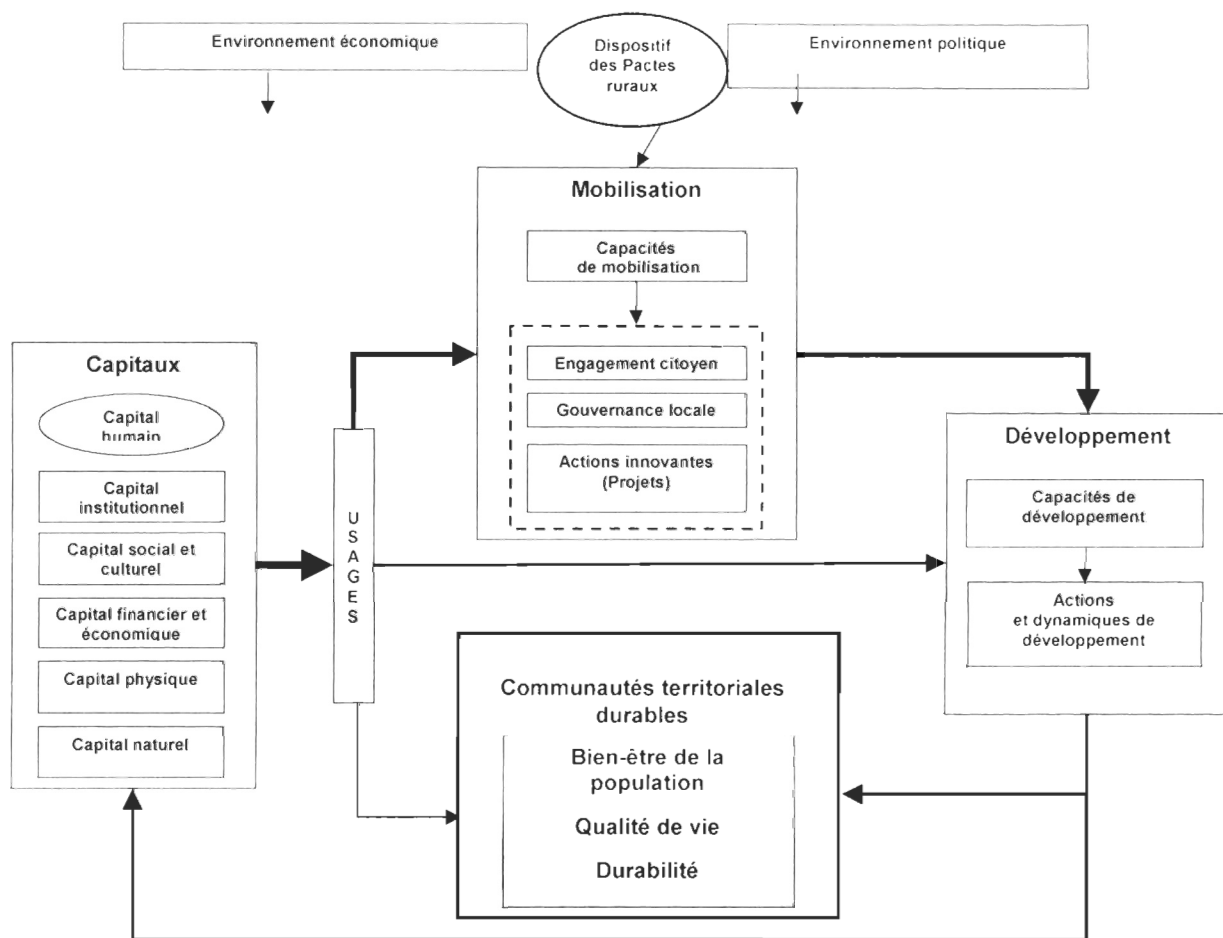 Environnement économique
Dispositif
des Pactes
ruraux
Environnement politique
Mobilisation
Capacités
de mobilisation
Engagement citoyen
Gouvernance locale
Actions innovantes
(Projets)
Capitaux
Capital
humain
Capital
institutionnel
Capital social et
culturel
Capital financier et
économique
Capital physique
Capital naturel
USAGES
Développement
Capacités de
développement
Actions
et dynamiques de
développement
Communautés territoriales
durables
Bien-être de la
population
Qualité de vie
Durabilité